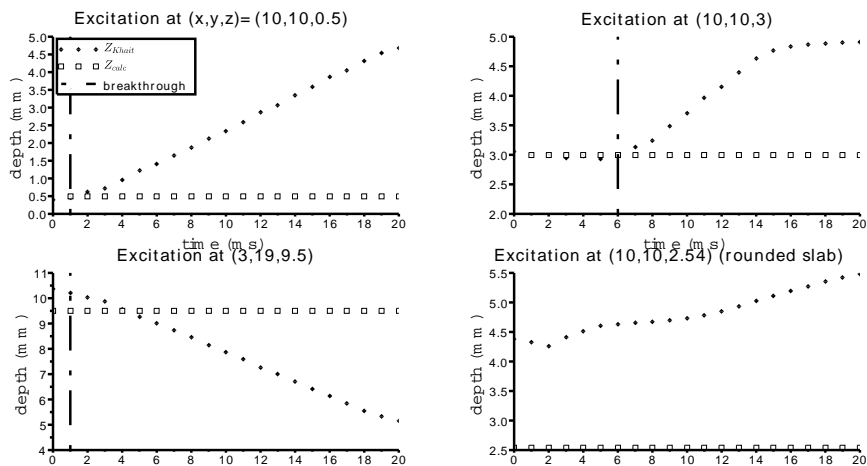 Excitation at (x,y,z)= (10,10,0.5)
5.0
4.5
4.0
3.5
3.0
2.5
2.0
1.5
1.0
0.5
0.0
depth (mm)
Z_Khait
Z_calc
breakthrough
0 2 4 6 8 10 12 14 16 18 20
time (ms)
Excitation at (10,10,3)
5.0
4.5
4.0
3.5
3.0
2.5
2.0
depth (mm)
0 2 4 6 8 10 12 14 16 18 20
time (ms)
Excitation at (3,19,9.5)
11
10
9
8
7
6
5
4
depth (mm)
0 2 4 6 8 10 12 14 16 18 20
Excitation at (10,10,2.54) (rounded slab)
5.5
5.0
4.5
4.0
3.5
3.0
2.5
depth (mm)
0 2 4 6 8 10 12 14 16 18 20